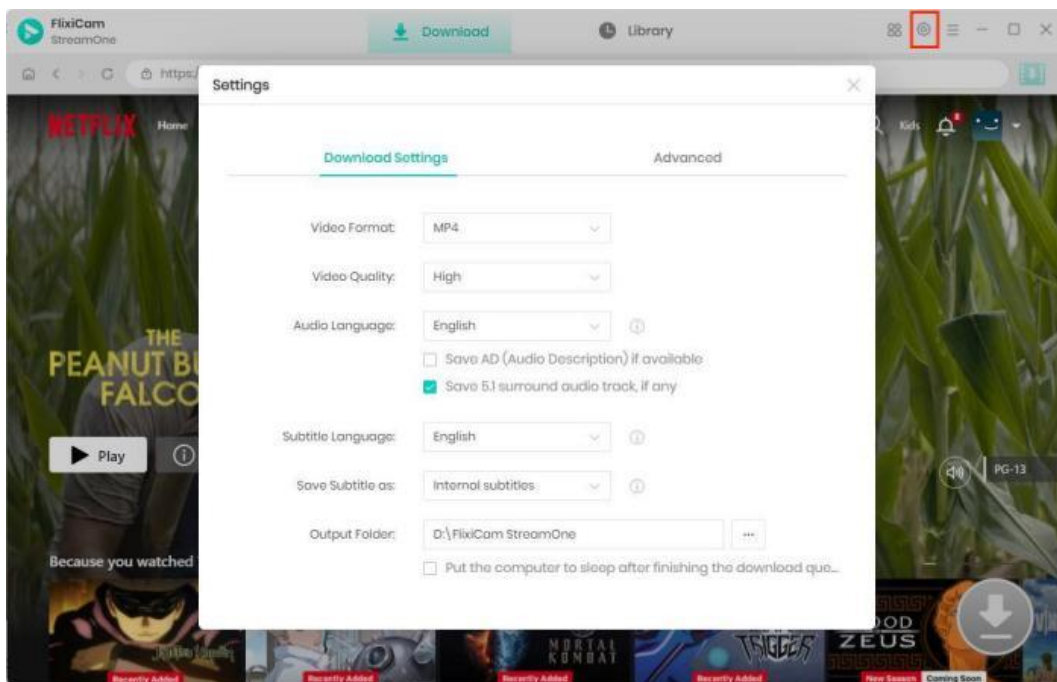 FlixiCam
StreamOne
Download
Library
https:/
Settings
NETFLIX
Home
Kids
8
Download Settings
Advanced
Video Format:
MP4
Video Quality:
High
Audio Language:
English
Save AD (Audio Description) if available
Save 5.1 surround audio track, if any
THE
PEANUT BU
FALCO
Play
Subtitle Language:
English
Save Subtitle as:
Internal subtitles
PG-13
Output Folder:
D:\FlixiCam StreamOne
...
Put the computer to sleep after finishing the download que...
Because you watched
MORTAL
KOMBAT
TRIGGER
OOD
ZEUS
Recently Added
Recently Added
Recently Added
Recently Added
New Season
Coming Soon